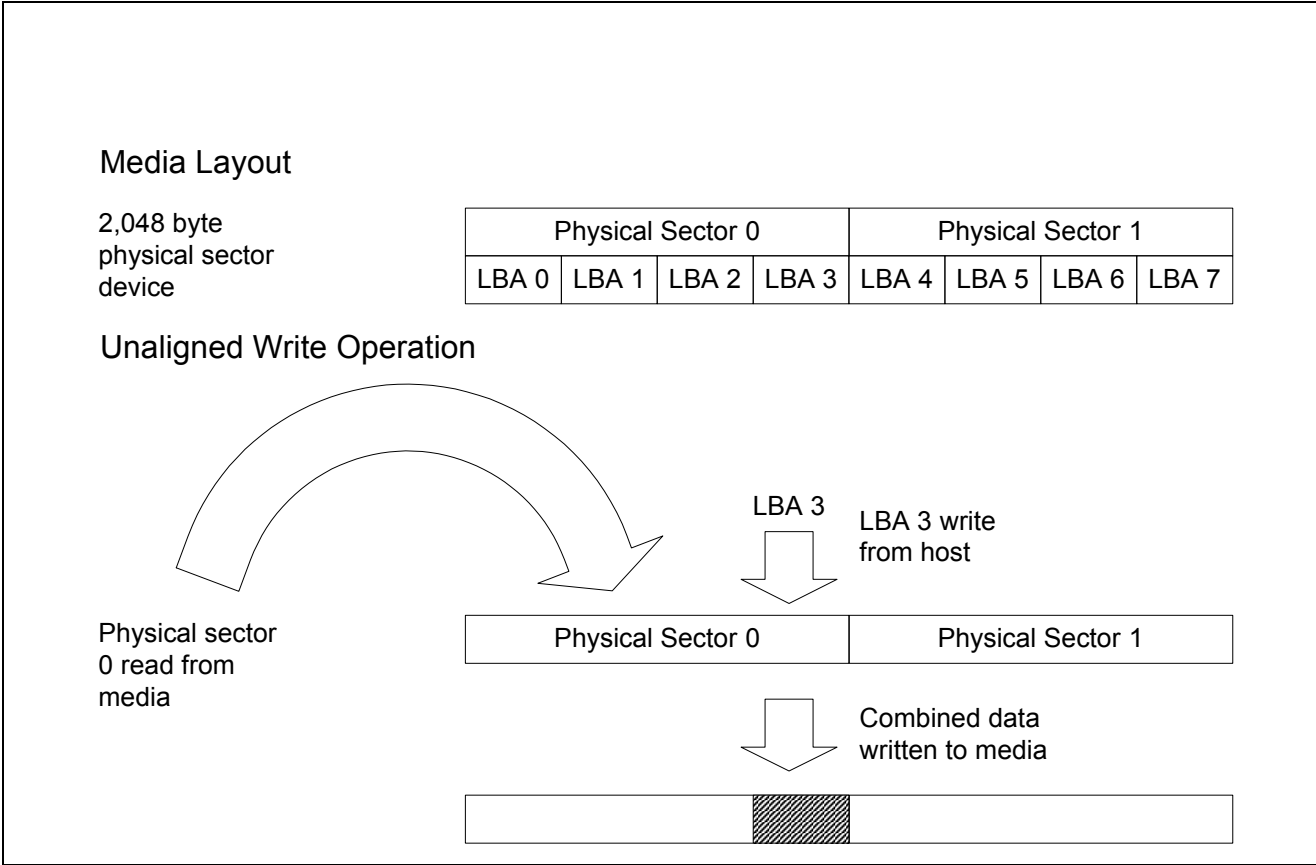 Media Layout
2,048 byte
physical sector
device
Physical Sector 0 Physical Sector 1
LBA 0 LBA 1 LBA 2 LBA 3 LBA 4 LBA 5 LBA 6 LBA 7
Unaligned Write Operation
LBA 3
LBA 3 write
from host
Physical sector
0 read from
media
Physical Sector 0 Physical Sector 1
Combined data
written to media